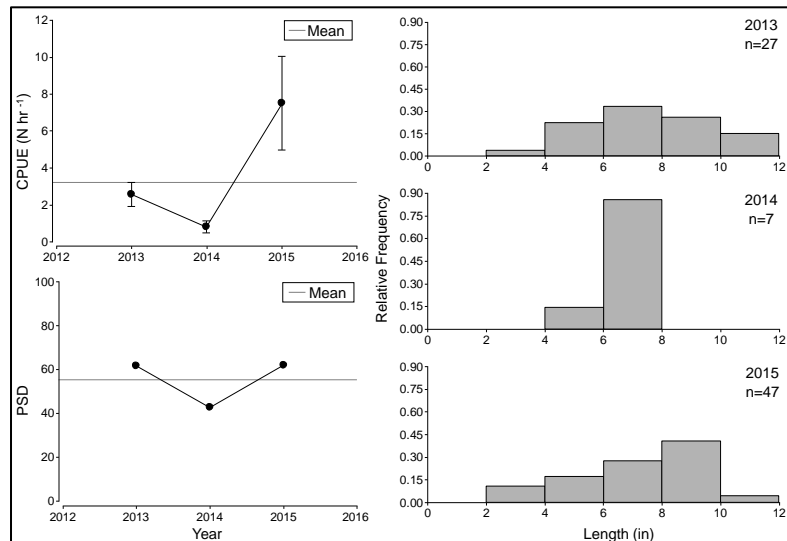 12
10
8
6
4
2
0
CPUE (N hr -1)
Mean
2012 2013 2014 2015 2016
100
80
60
40
20
0
PSD
Mean
2012 2013 2014 2015 2016
Year
Relative Frequency
0.90
0.75
0.60
0.45
0.30
0.15
0.00
2013
n=27
0 2 4 6 8 10 12
0.90
0.75
0.60
0.45
0.30
0.15
0.00
2014
n=7
0 2 4 6 8 10 12
0.90
0.75
0.60
0.45
0.30
0.15
0.00
2015
n=47
0 2 4 6 8 10 12
Length (in)